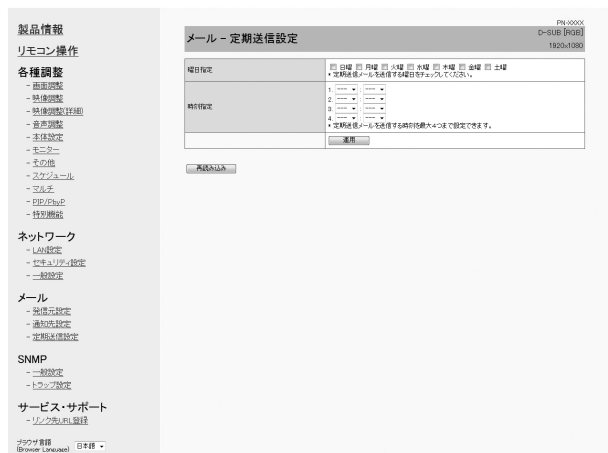 製品情報
リモコン操作
各種調整
- 画面調整
- 映像調整
- 映像調整(詳細)
- 音声調整
- 本体設定
- モニター
- その他
- スケジュール
- マルチ
- PIP/PbyP
- 特別機能
ネットワーク
- LAN設定
- セキュリティ設定
- 一般設定
メール
- 発信元設定
- 通知先設定
- 定期送信設定
SNMP
- 一般設定
- トラップ設定
サービス・サポート
- リンク先URL登録
ブラウザ言語
(Browser Language) 日本語
PN-XXXX
メール – 定期送信設定
D-SUB [RGB]
1920x1080
曜日指定
日曜 月曜 火曜 水曜 木曜 金曜 土曜
* 定期送信メールを送信する曜日をチェックしてください。
時刻指定
1. --- : ---
2. --- : ---
3. --- : ---
4. --- : ---
* 定期送信メールを送信する時刻を最大4つまで設定できます。
適用
再読み込み